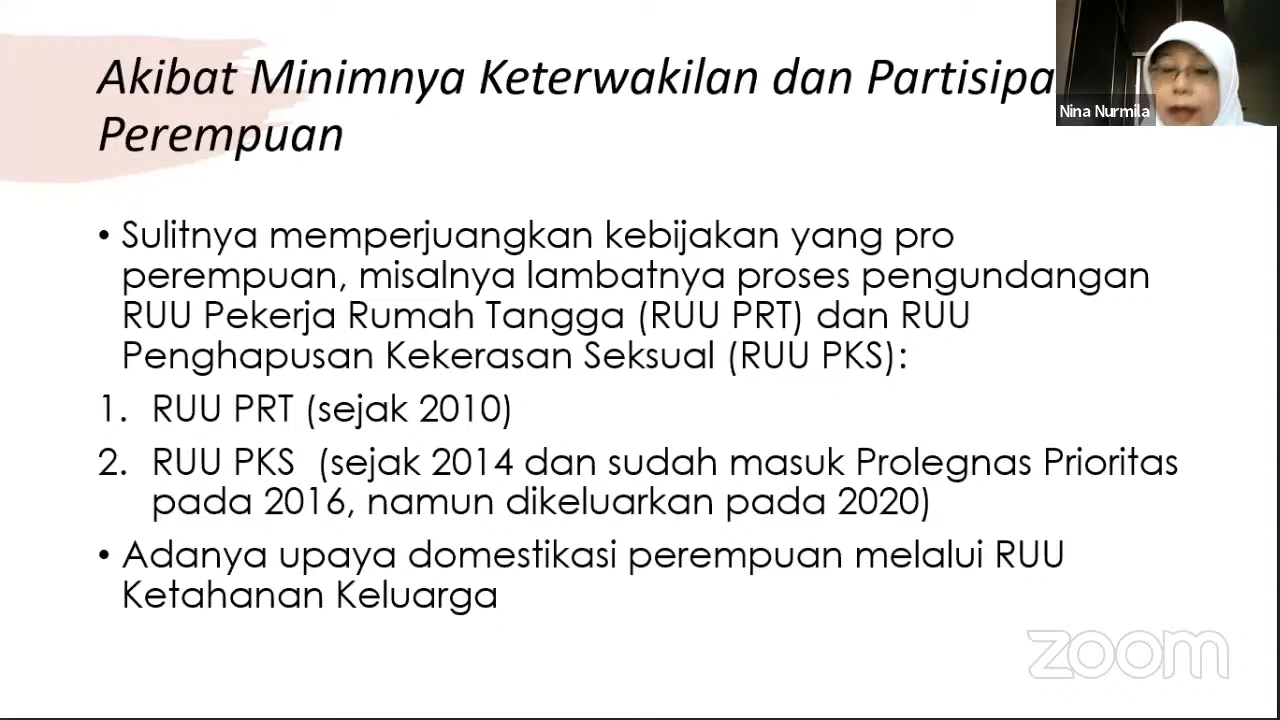 Akibat Minimnya Keterwakilan dan Partisipa
Perempuan
Nina Nurmila
• Sulitnya memperjuangkan kebijakan yang pro
perempuan, misalnya lambatnya proses pengundangan
RUU Pekerja Rumah Tangga (RUU PRT) dan RUU
Penghapusan Kekerasan Seksual (RUU PKS):
1. RUU PRT (sejak 2010)
2. RUU PKS (sejak 2014 dan sudah masuk Prolegnas Prioritas
pada 2016, namun dikeluarkan pada 2020)
• Adanya upaya domestikasi perempuan melalui RUU
Ketahanan Keluarga
zoom